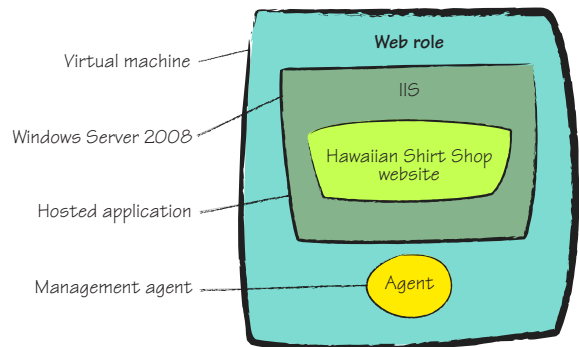 Web role
Virtual machine
IIS
Windows Server 2008
Hawaiian Shirt Shop
website
Hosted application
Management agent
Agent